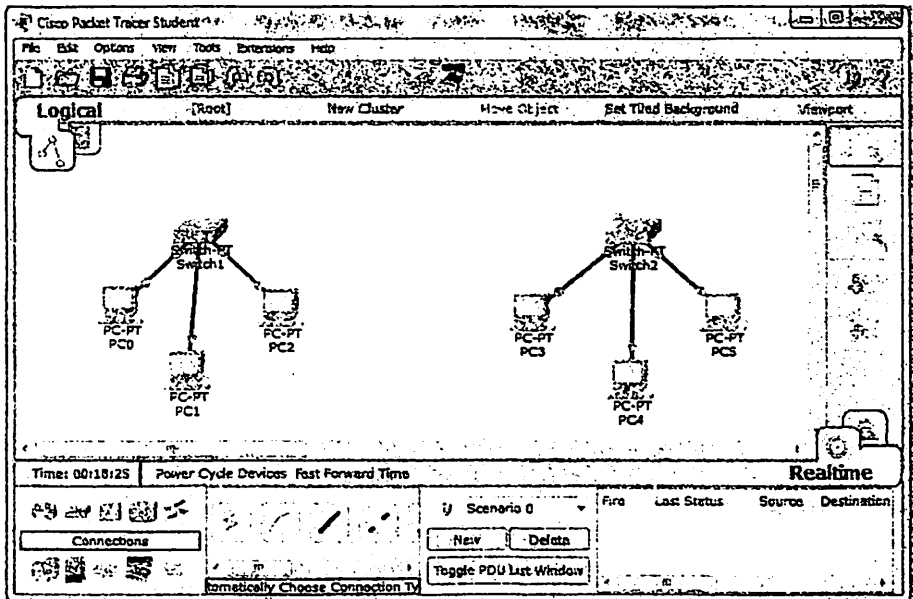 Cisco Packet Tracer Student
File Edit Options View Tools Extensions Help
Logical [Root] New Cluster Move Object Set Tiled Background Viewport
Switch-PT
Switch1
Switch-PT
Switch2
PC-PT
PC0
PC-PT
PC2
PC-PT
PC3
PC-PT
PC5
PC-PT
PC1
PC-PT
PC4
Time: 00:18:25 Power Cycle Devices Fast Forward Time Realtime
Scenario 0
Fire Last Status Source Destination
Connections
New Delete
Toggle PDU List Window
tomatically Choose Connection Ty